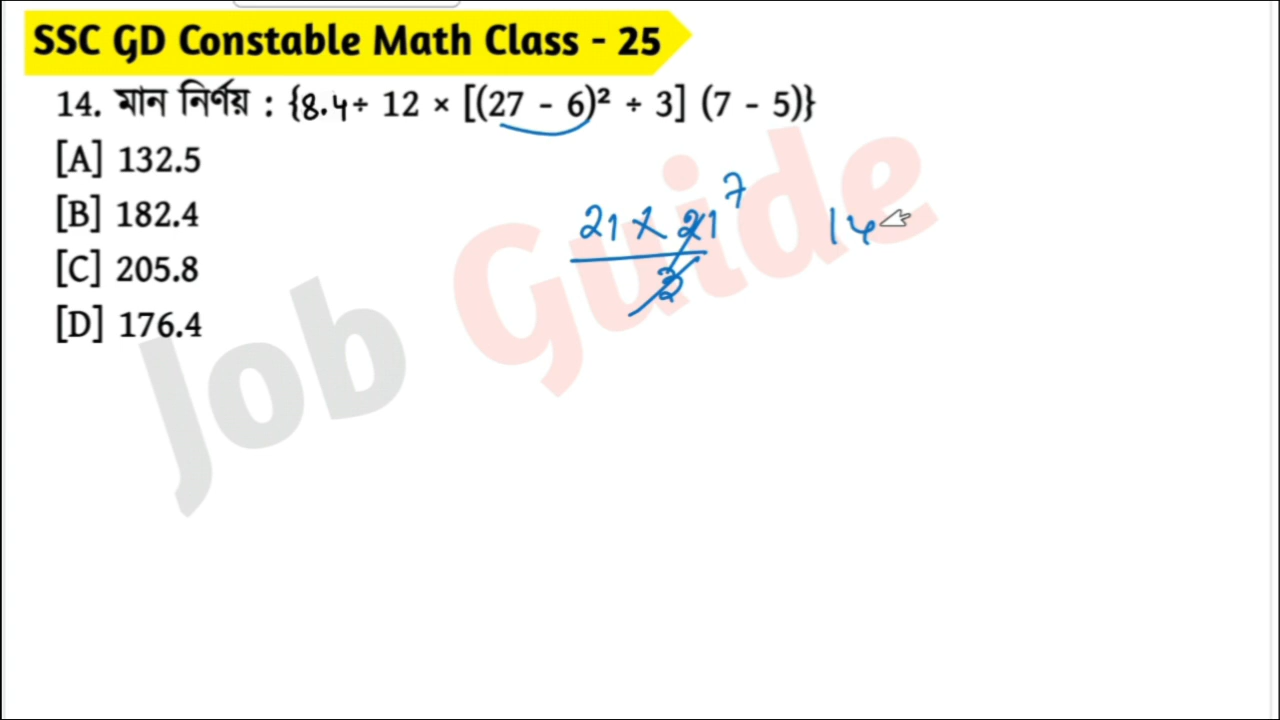 SSC GD Constable Math Class - 25
14. মান নির্ণয় : {8.4÷ 12 × [(27 - 6)² ÷ 3] (7 - 5)}
[A] 132.5
[B] 182.4
[C] 205.8
[D] 176.4
21 × 21 7
3
14
Job Guide